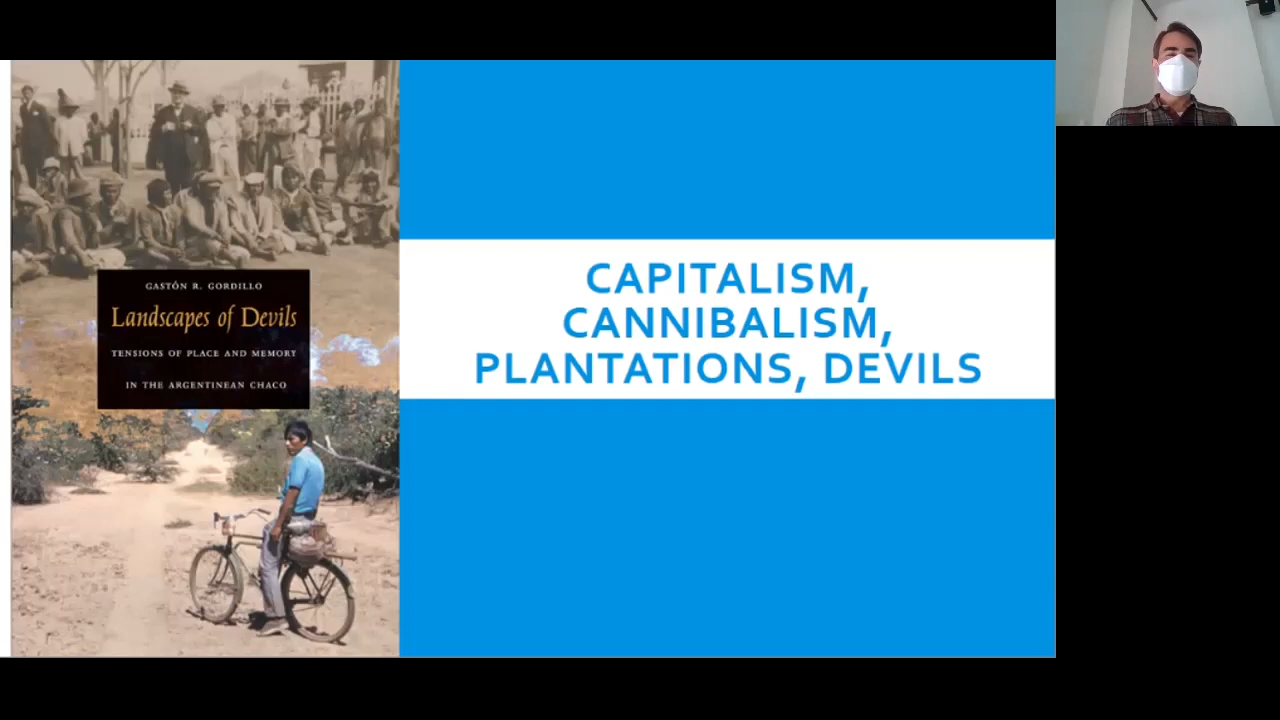 GASTÓN R. GORDILLO
Landscapes of Devils
TENSIONS OF PLACE AND MEMORY
IN THE ARGENTINEAN CHACO
CAPITALISM,
CANNIBALISM,
PLANTATIONS, DEVILS